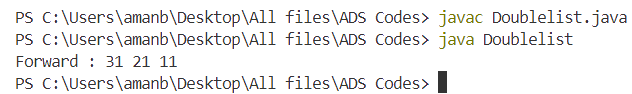 PS C:\Users\amanb\Desktop\All files\ADS Codes> javac Doublelist.java
PS C:\Users\amanb\Desktop\All files\ADS Codes> java Doublelist
Forward : 31 21 11
PS C:\Users\amanb\Desktop\All files\ADS Codes>